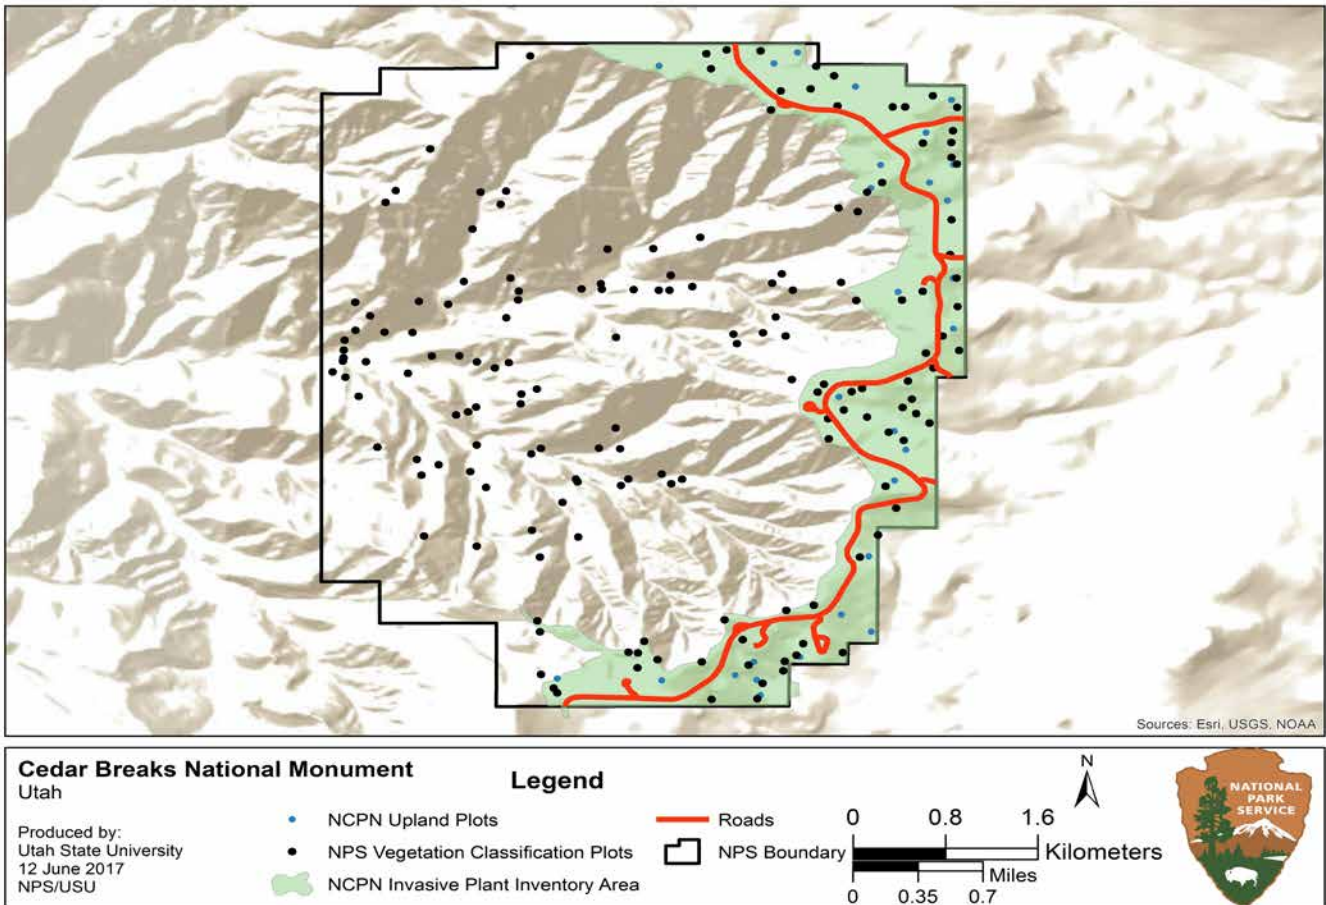 Sources: Esri, USGS, NOAA
Cedar Breaks National Monument
Utah
Produced by:
Utah State University
12 June 2017
NPS/USU
Legend
NCPN Upland Plots
NPS Vegetation Classification Plots
NCPN Invasive Plant Inventory Area
Roads
NPS Boundary
N
0 0.8 1.6
Kilometers
Miles
0 0.35 0.7
NATIONAL
PARK
SERVICE